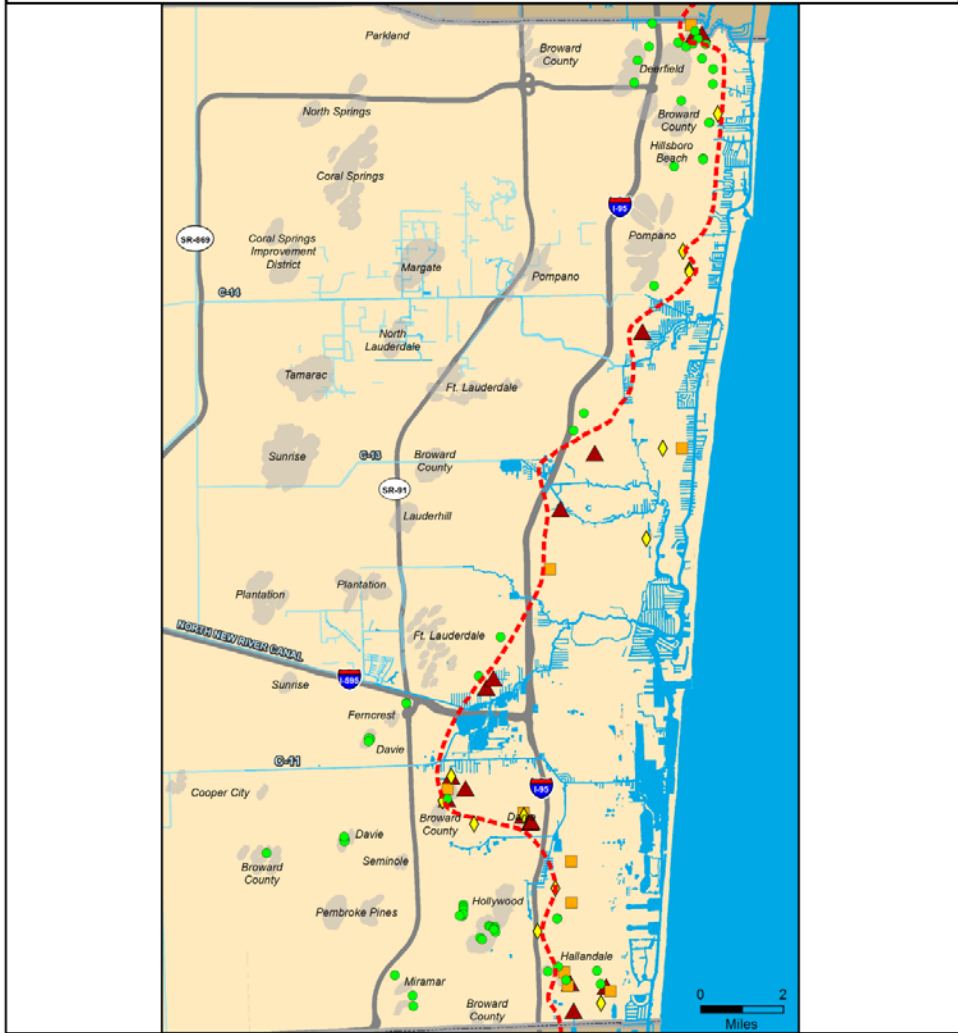 Parkland
Broward
County
Deerfield
North Springs
Broward
County
Hillsboro
Beach
Coral Springs
I-95
SR-869
Coral Springs
Improvement
District
Pompano
Margate
Pompano
C-14
North
Lauderdale
Tamarac
Ft. Lauderdale
Sunrise
C-13
Broward
County
SR-91
Lauderhill
Plantation
Plantation
NORTH NEW RIVER CANAL
Ft. Lauderdale
I-595
Sunrise
Ferncrest
Davie
C-11
I-95
Cooper City
Broward
County
Davie
Seminole
Broward
County
Hollywood
Pembroke Pines
Hallandale
Miramar
Broward
County
0 2
Miles